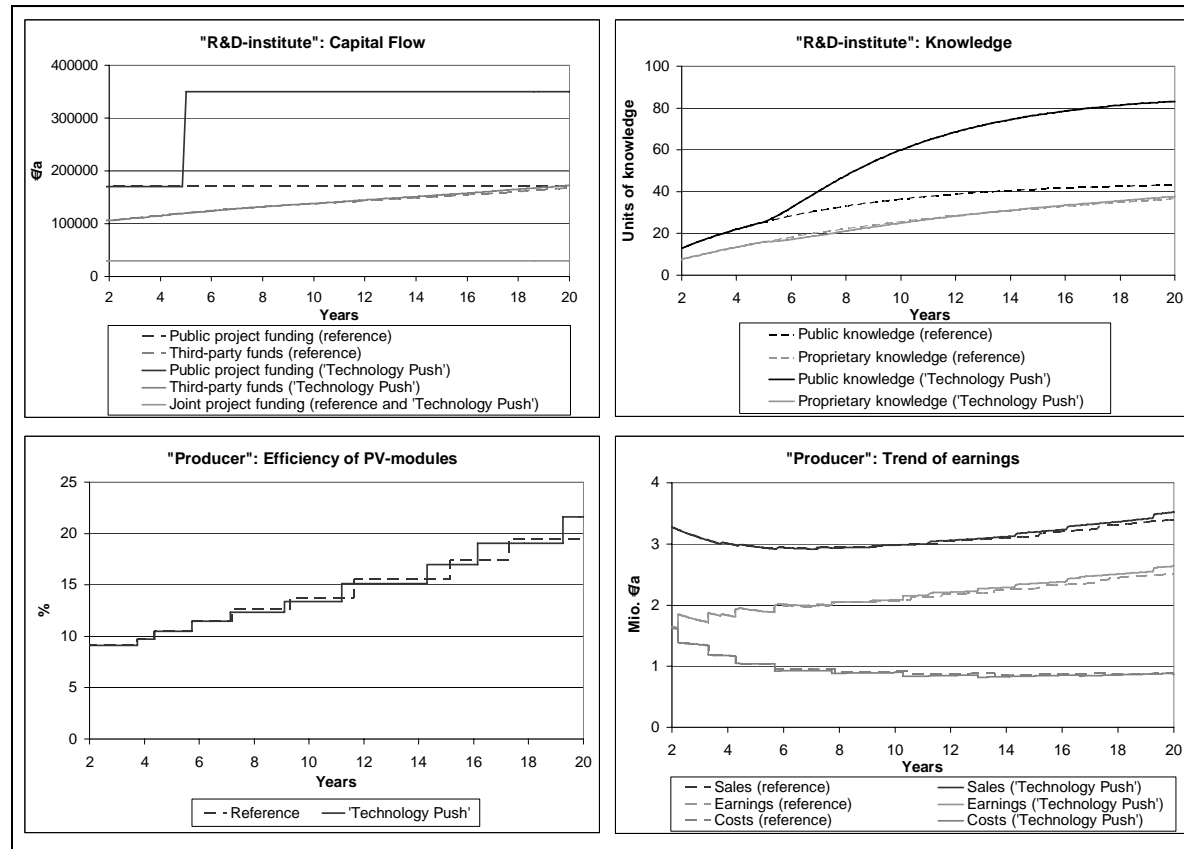 "R&D-institute": Capital Flow
400000
300000
200000
100000
0
€/a
2 4 6 8 10 12 14 16 18 20
Years
Public project funding (reference)
Third-party funds (reference)
Public project funding ('Technology Push')
Third-party funds ('Technology Push')
Joint project funding (reference and 'Technology Push')
"R&D-institute": Knowledge
100
80
60
40
20
0
Units of knowledge
2 4 6 8 10 12 14 16 18 20
Years
Public knowledge (reference)
Proprietary knowledge (reference)
Public knowledge ('Technology Push')
Proprietary knowledge ('Technology Push')
"Producer": Efficiency of PV-modules
25
20
15
10
5
0
%
2 4 6 8 10 12 14 16 18 20
Years
Reference 'Technology Push'
"Producer": Trend of earnings
4
3
2
1
0
Mio. €/a
2 4 6 8 10 12 14 16 18 20
Years
Sales (reference) Sales ('Technology Push')
Earnings (reference) Earnings ('Technology Push')
Costs (reference) Costs ('Technology Push')